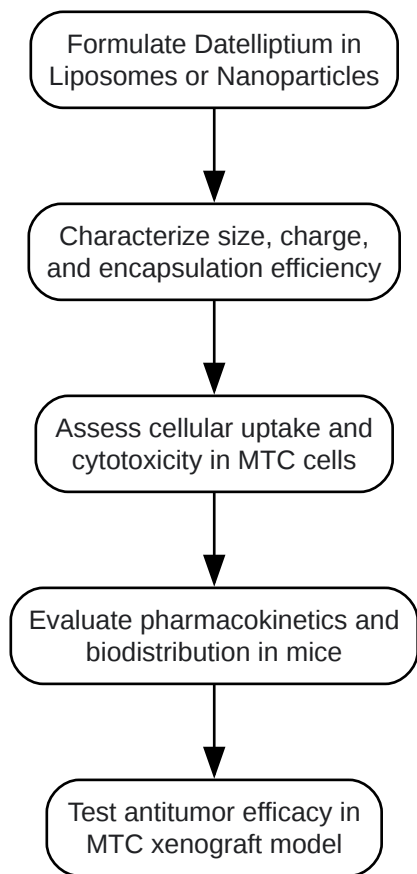 Formulate Datelliptium in
Liposomes or Nanoparticles
Characterize size, charge,
and encapsulation efficiency
Assess cellular uptake and
cytotoxicity in MTC cells
Evaluate pharmacokinetics and
biodistribution in mice
Test antitumor efficacy in
MTC xenograft model